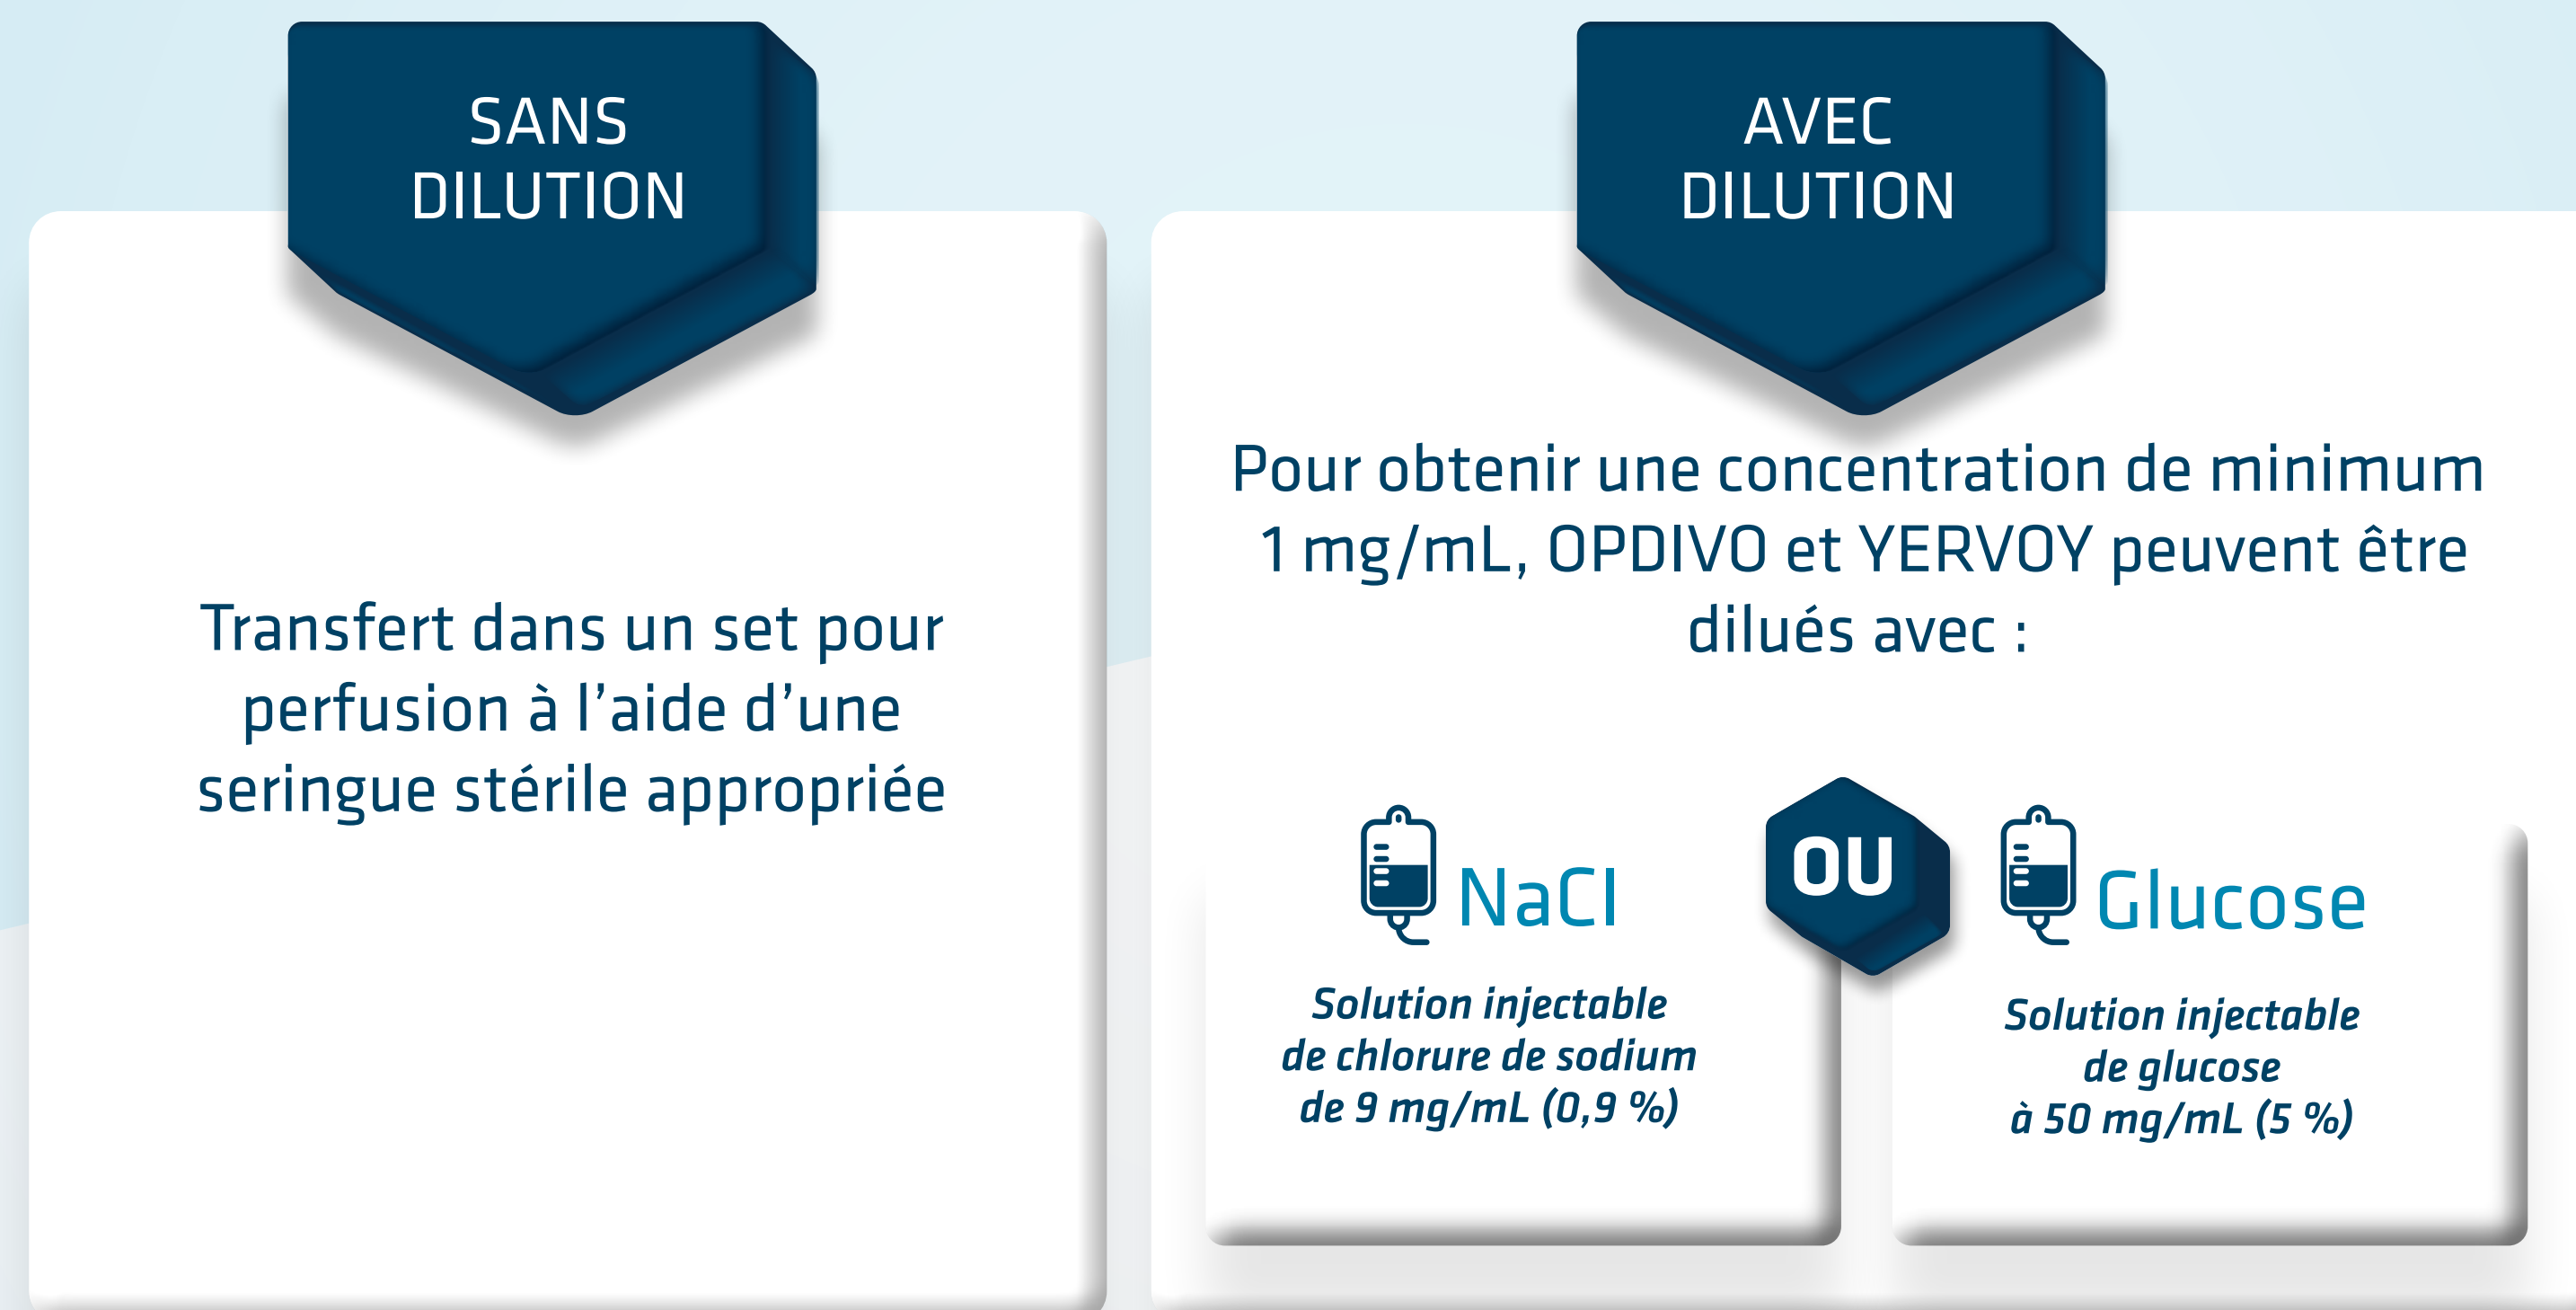 SANS
DILUTION
Transfert dans un set pour
perfusion à l’aide d’une
seringue stérile appropriée
AVEC
DILUTION
Pour obtenir une concentration de minimum
1 mg/mL, OPDIVO et YERVOY peuvent être
dilués avec :
NaCl
Solution injectable
de chlorure de sodium
de 9 mg/mL (0,9 %)
OU
Glucose
Solution injectable
de glucose
à 50 mg/mL (5 %)